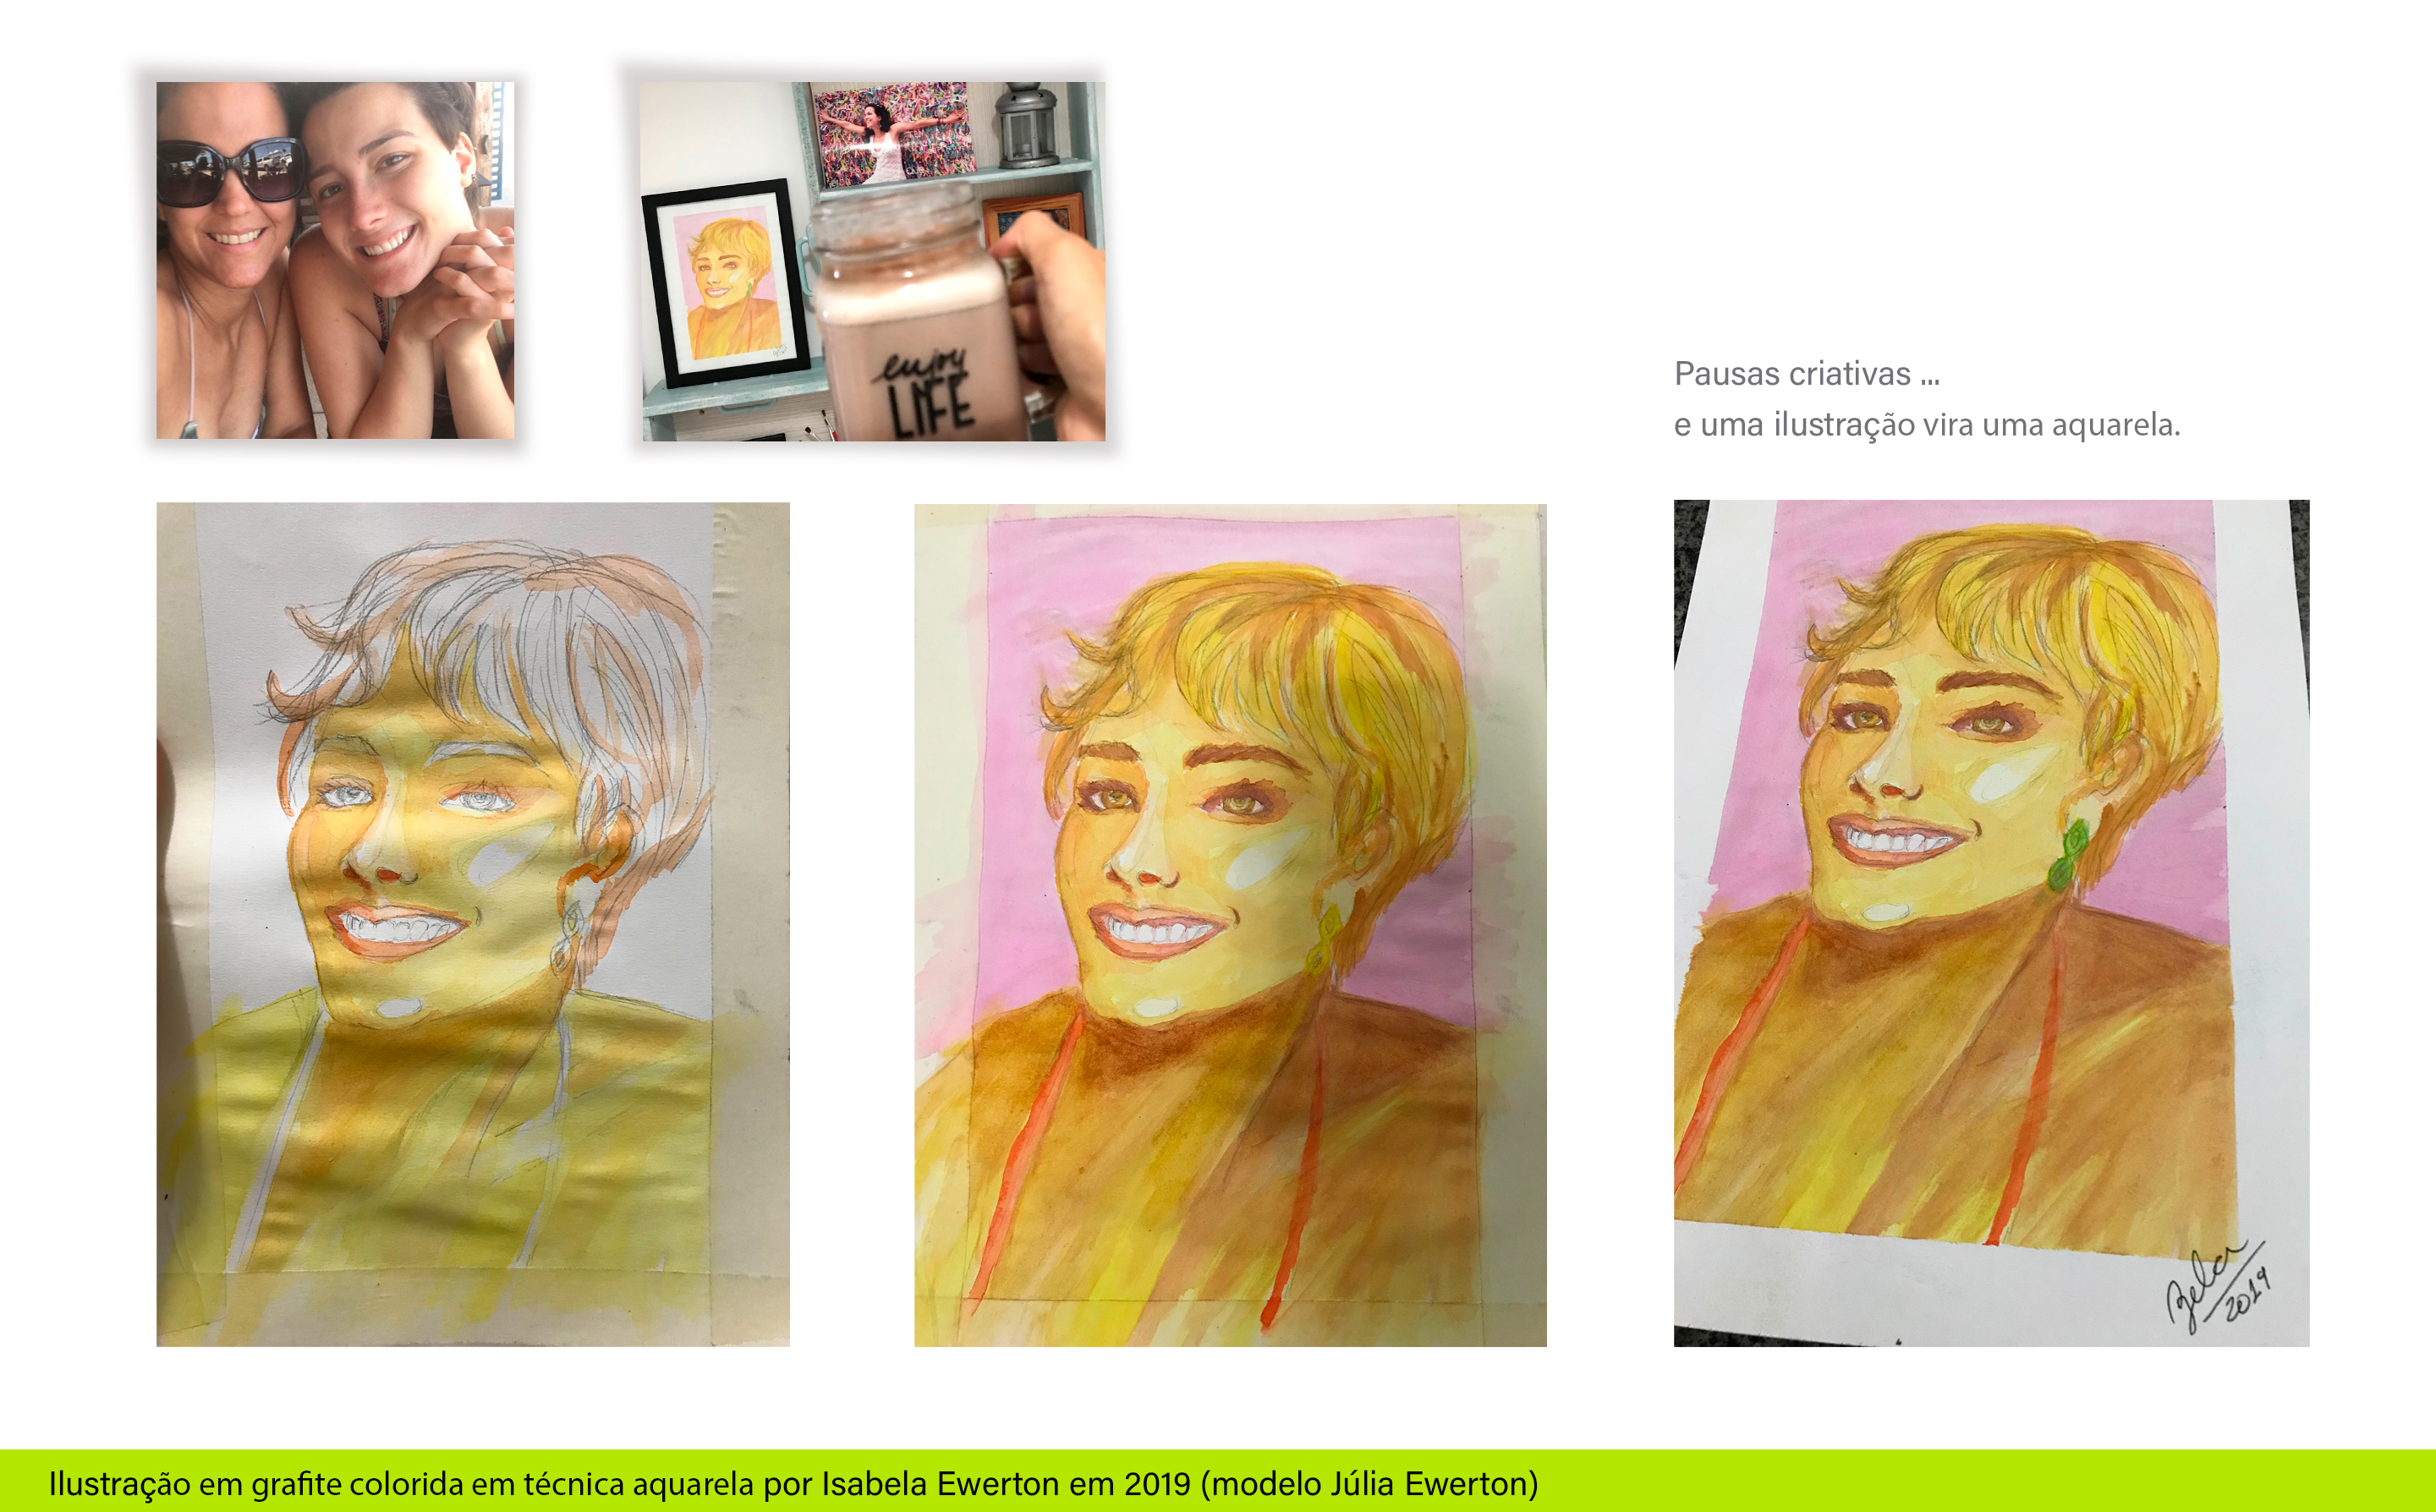 enjoy
LIFE
Pausas criativas ...
e uma ilustração vira uma aquarela.
Bela
2019
Ilustração em grafite colorida em técnica aquarela por Isabela Ewerton em 2019 (modelo Júlia Ewerton)